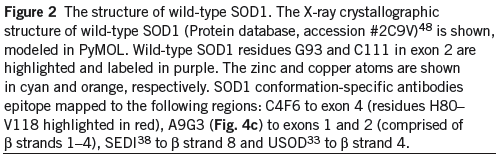 Figure 2 The structure of wild-type SOD1. The X-ray crystallographic
structure of wild-type SOD1 (Protein database, accession #2C9V)48 is shown,
modeled in PyMOL. Wild-type SOD1 residues G93 and C111 in exon 2 are
highlighted and labeled in purple. The zinc and copper atoms are shown
in cyan and orange, respectively. SOD1 conformation-specific antibodies
epitope mapped to the following regions: C4F6 to exon 4 (residues H80–
V118 highlighted in red), A9G3 (Fig. 4c) to exons 1 and 2 (comprised of
β strands 1–4), SEDI38 to β strand 8 and USOD33 to β strand 4.